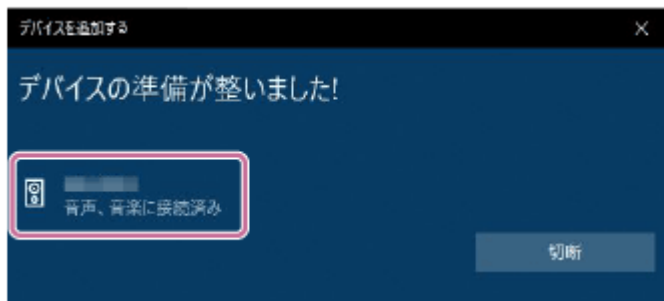 デバイスを追加する
デバイスの準備が整いました!
音声、音楽に接続済み
切断